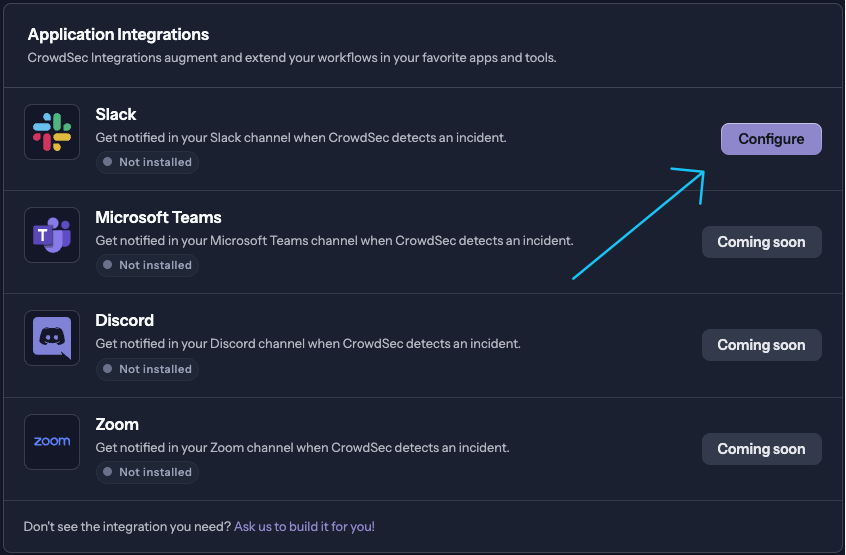 Application Integrations
CrowdSec Integrations augment and extend your workflows in your favorite apps and tools.
Slack
Get notified in your Slack channel when CrowdSec detects an incident.
Not installed
Configure
Microsoft Teams
Get notified in your Microsoft Teams channel when CrowdSec detects an incident.
Not installed
Coming soon
Discord
Get notified in your Discord channel when CrowdSec detects an incident.
Not installed
Coming soon
zoom
Zoom
Get notified in your Zoom channel when CrowdSec detects an incident.
Not installed
Coming soon
Don't see the integration you need? Ask us to build it for you!